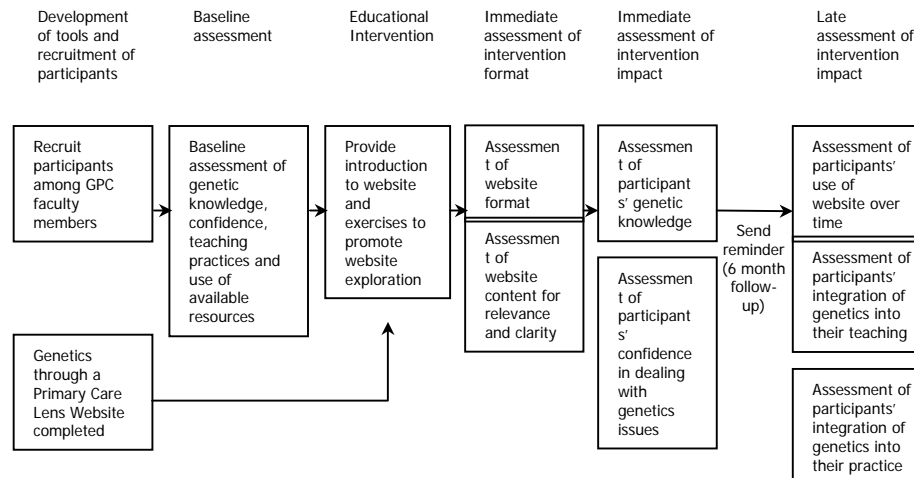 Development
of tools and
recruitment of
participants
Baseline
assessment
Educational
Intervention
Immediate
assessment of
intervention
format
Immediate
assessment of
intervention
impact
Late
assessment of
intervention
impact
Recruit
participants
among GPC
faculty
members
Baseline
assessment of
genetic
knowledge,
confidence,
teaching
practices and
use of
available
resources
Provide
introduction
to website
and
exercises to
promote
website
exploration
Assessmen
t of
website
format
Assessmen
t of
website
content for
relevance
and clarity
Assessmen
t of
participan
ts' genetic
knowledge
Assessmen
t of
participan
ts'
confidence
in dealing
with
genetics
issues
Send
reminder
(6 month
follow-
up)
Assessment of
participants'
use of
website over
time
Assessment of
participants'
integration of
genetics into
their teaching
Assessment of
participants'
integration of
genetics into
their practice
Genetics
through a
Primary Care
Lens Website
completed